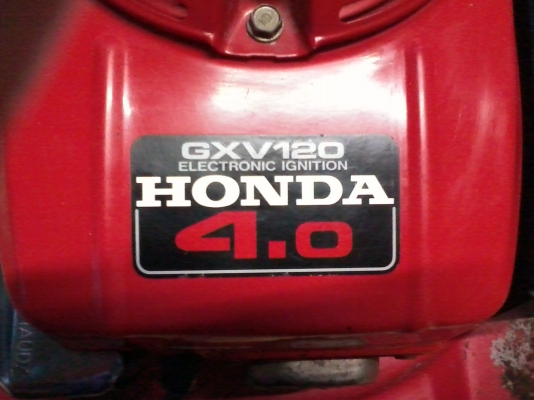 GXV120
ELECTRONIC IGNITION
HONDA
4.0